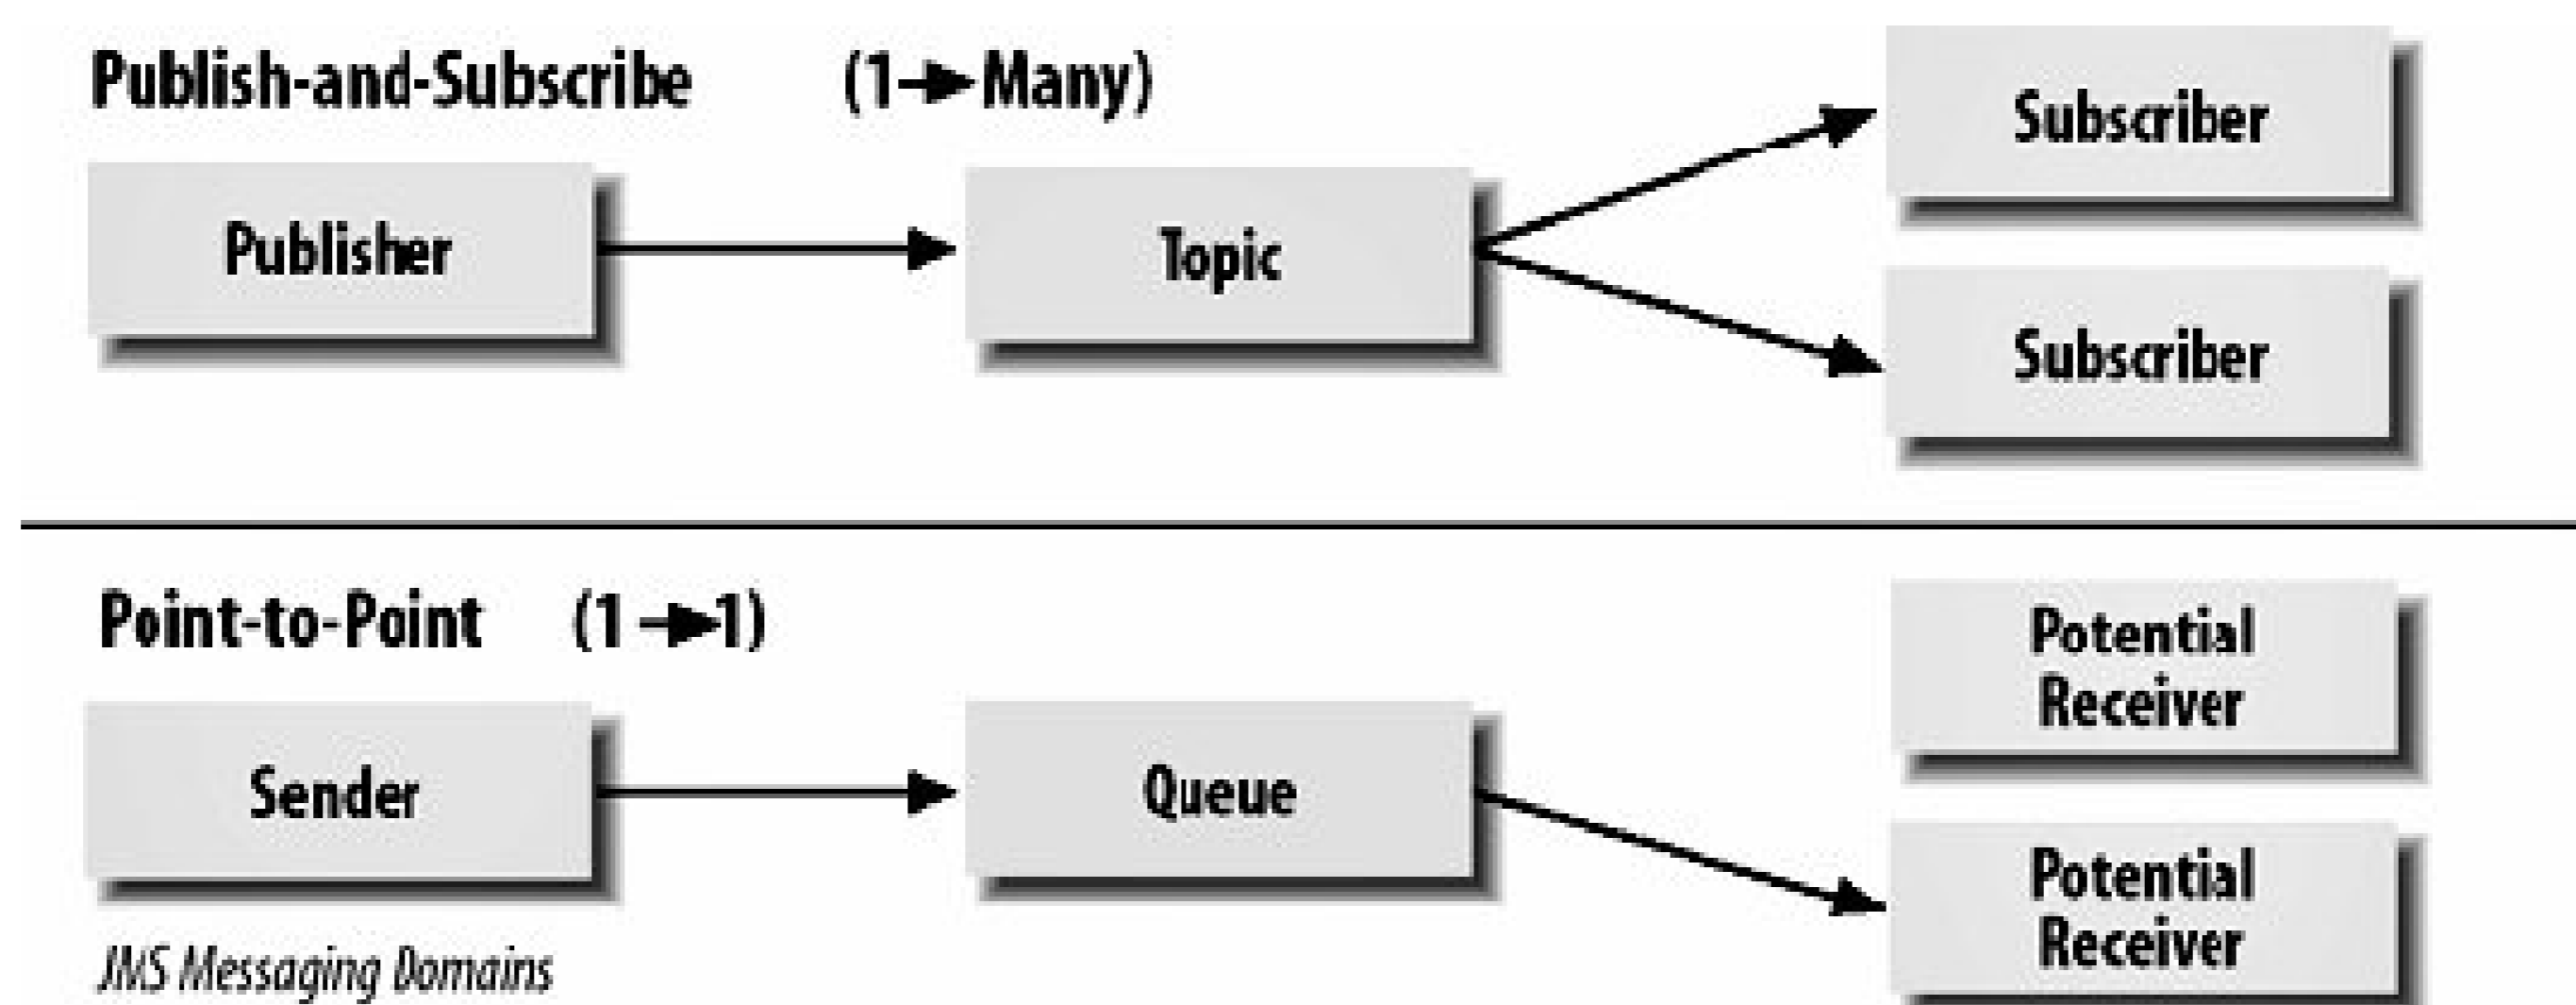 Publish-and-Subscribe (1→Many)
Publisher
Topic
Subscriber
Subscriber
Point-to-Point (1→1)
Sender
Queue
Potential
Receiver
Potential
Receiver
JMS Messaging Domains